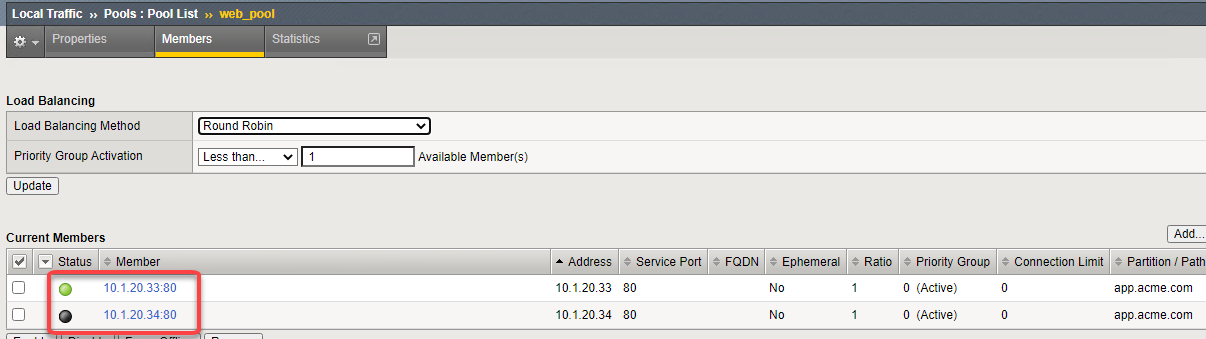 Local Traffic ›› Pools : Pool List ›› web_pool
Properties Members Statistics
Load Balancing
Load Balancing Method Round Robin
Priority Group Activation Less than... 1 Available Member(s)
Update
Current Members Add...
Status Member Address Service Port FQDN Ephemeral Ratio Priority Group Connection Limit Partition / Path
10.1.20.33:80 10.1.20.33 80 No 1 0 (Active) 0 app.acme.com
10.1.20.34:80 10.1.20.34 80 No 1 0 (Active) 0 app.acme.com